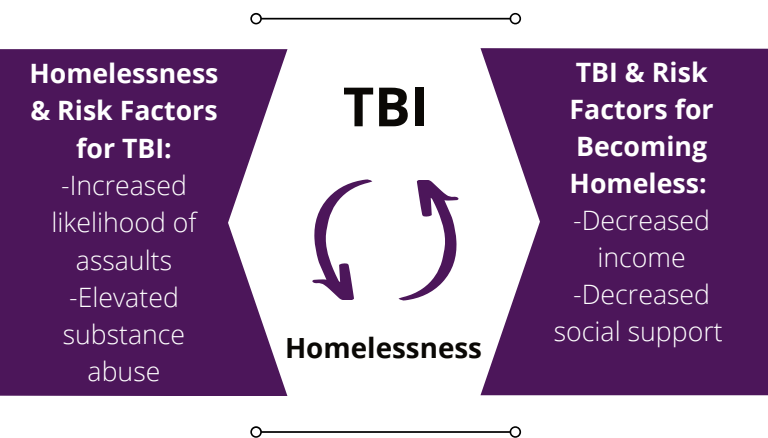 Homelessness
& Risk Factors
for TBI:
-Increased
likelihood of
assaults
-Elevated
substance
abuse
TBI
Homelessness
TBI & Risk
Factors for
Becoming
Homeless:
-Decreased
income
-Decreased
social support